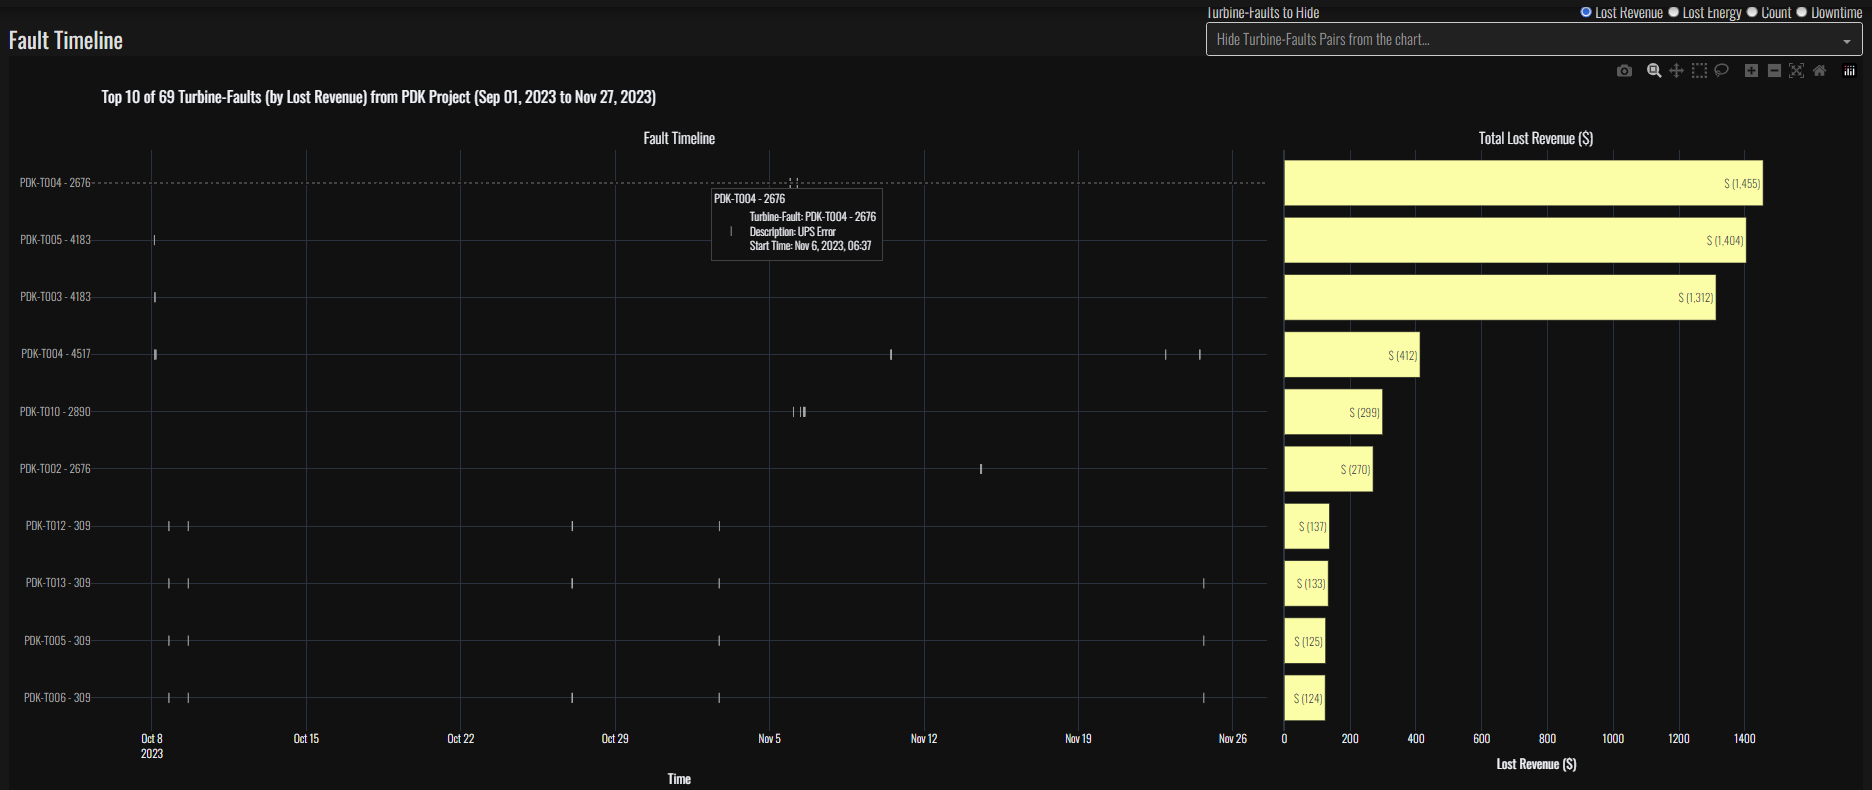 Turbine-Faults to Hide
Lost Revenue Lost Energy Count Downtime
Fault Timeline
Hide Turbine-Faults Pairs from the chart...
Top 10 of 69 Turbine-Faults (by Lost Revenue) from PDK Project (Sep 01, 2023 to Nov 27, 2023)
Fault Timeline
Total Lost Revenue ($)
PDK-T004 - 2676
$ (1,455)
PDK-T004 - 2676
Turbine-Fault: PDK-T004 - 2676
Description: UPS Error
Start Time: Nov 6, 2023, 06:37
PDK-T005 - 4183
$ (1,404)
PDK-T003 - 4183
$ (1,312)
PDK-T004 - 4517
$ (412)
PDK-T010 - 2890
$ (299)
PDK-T002 - 2676
$ (270)
PDK-T012 - 309
$ (137)
PDK-T013 - 309
$ (133)
PDK-T005 - 309
$ (125)
PDK-T006 - 309
$ (124)
Oct 8 Oct 15 Oct 22 Oct 29 Nov 5 Nov 12 Nov 19 Nov 26
2023
0 200 400 600 800 1000 1200 1400
Time
Lost Revenue ($)